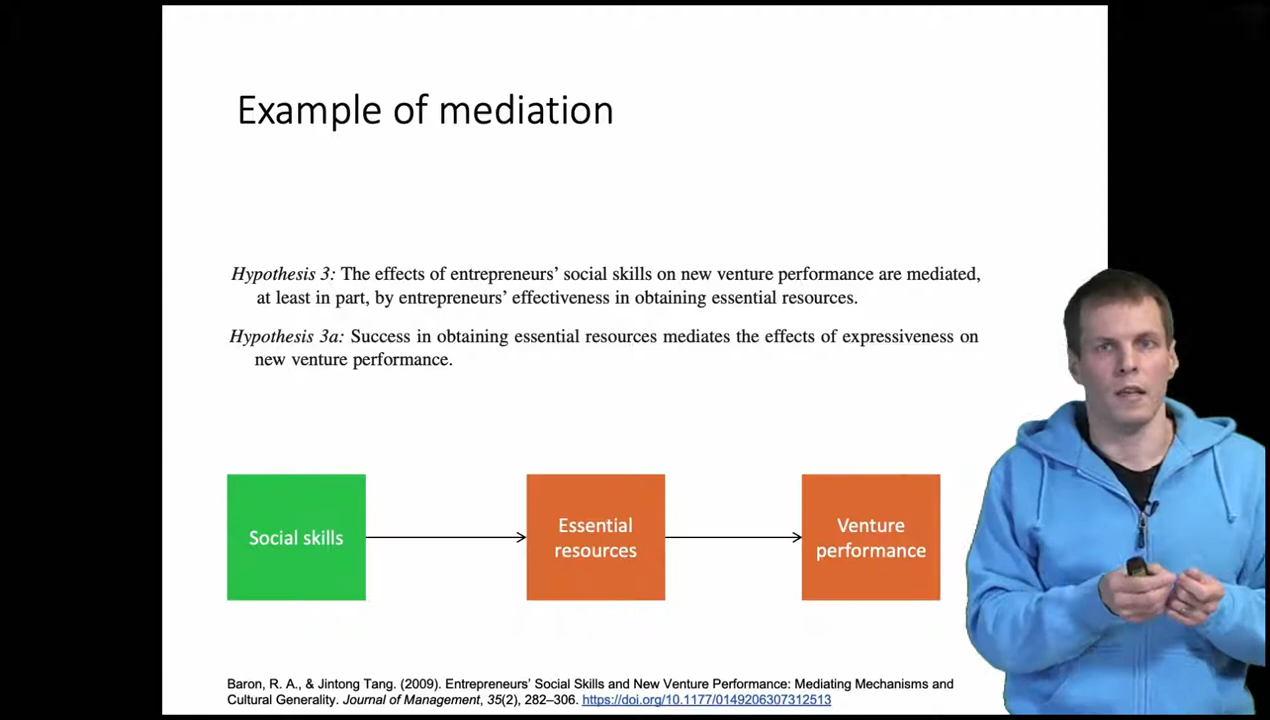 Example of mediation
Hypothesis 3: The effects of entrepreneurs’ social skills on new venture performance are mediated,
at least in part, by entrepreneurs’ effectiveness in obtaining essential resources.
Hypothesis 3a: Success in obtaining essential resources mediates the effects of expressiveness on
new venture performance.
Social skills
Essential
resources
Venture
performance
Baron, R. A., & Jintong Tang. (2009). Entrepreneurs’ Social Skills and New Venture Performance: Mediating Mechanisms and
Cultural Generality. Journal of Management, 35(2), 282–306. https://doi.org/10.1177/0149206307312513